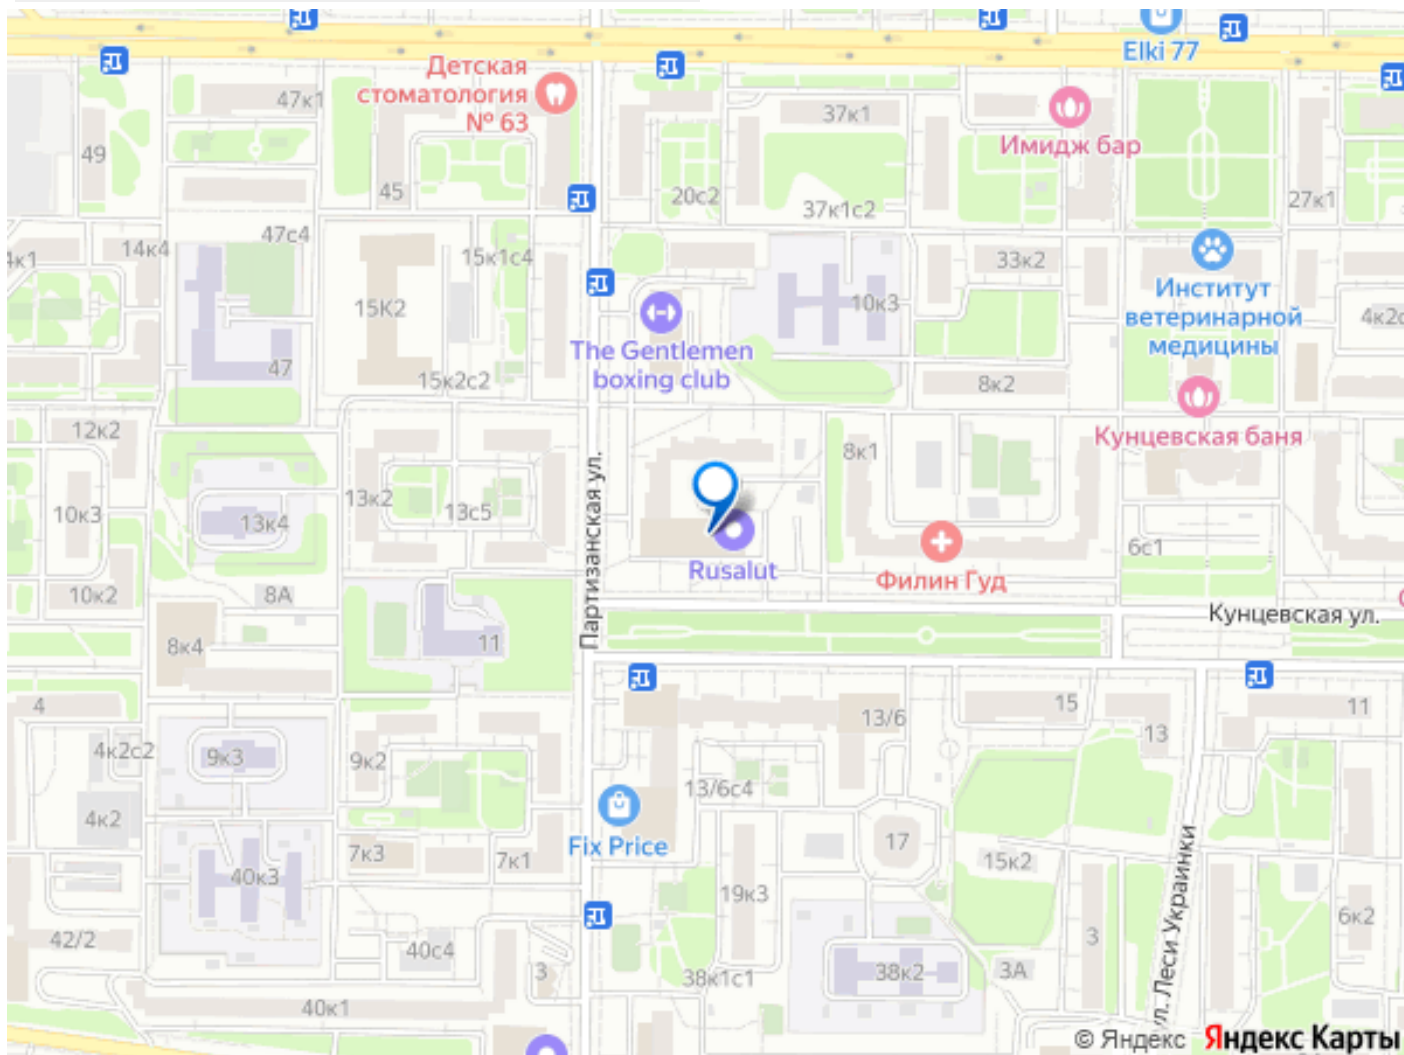 Elki 77
Детская
стоматология
№ 63
47к1
37к1
Имидж бар
49
45
20с2
37к1с2
27к1
14к4
47с4
15к1с4
33к2
15К2
10к3
Институт
ветеринарной
медицины
The Gentlemen
boxing club
47
15к2с2
8к2
12к2
Кунцевская баня
8к1
13к2
13с5
10к3
13к4
Партизанская ул.
Rusalut
Филин Гуд
6с1
10к2
8А
Кунцевская ул.
11
8к4
4
13/6
15
11
13
4к2с2
9к3
9к2
13/6с4
4к2
Fix Price
17
7к3
7к1
15к2
40к3
19к3
ул. Леси Украинки
6к2
42/2
40с4
3
3
38к1с1
38к2
3А
40к1
© Яндекс Яндекс Карты